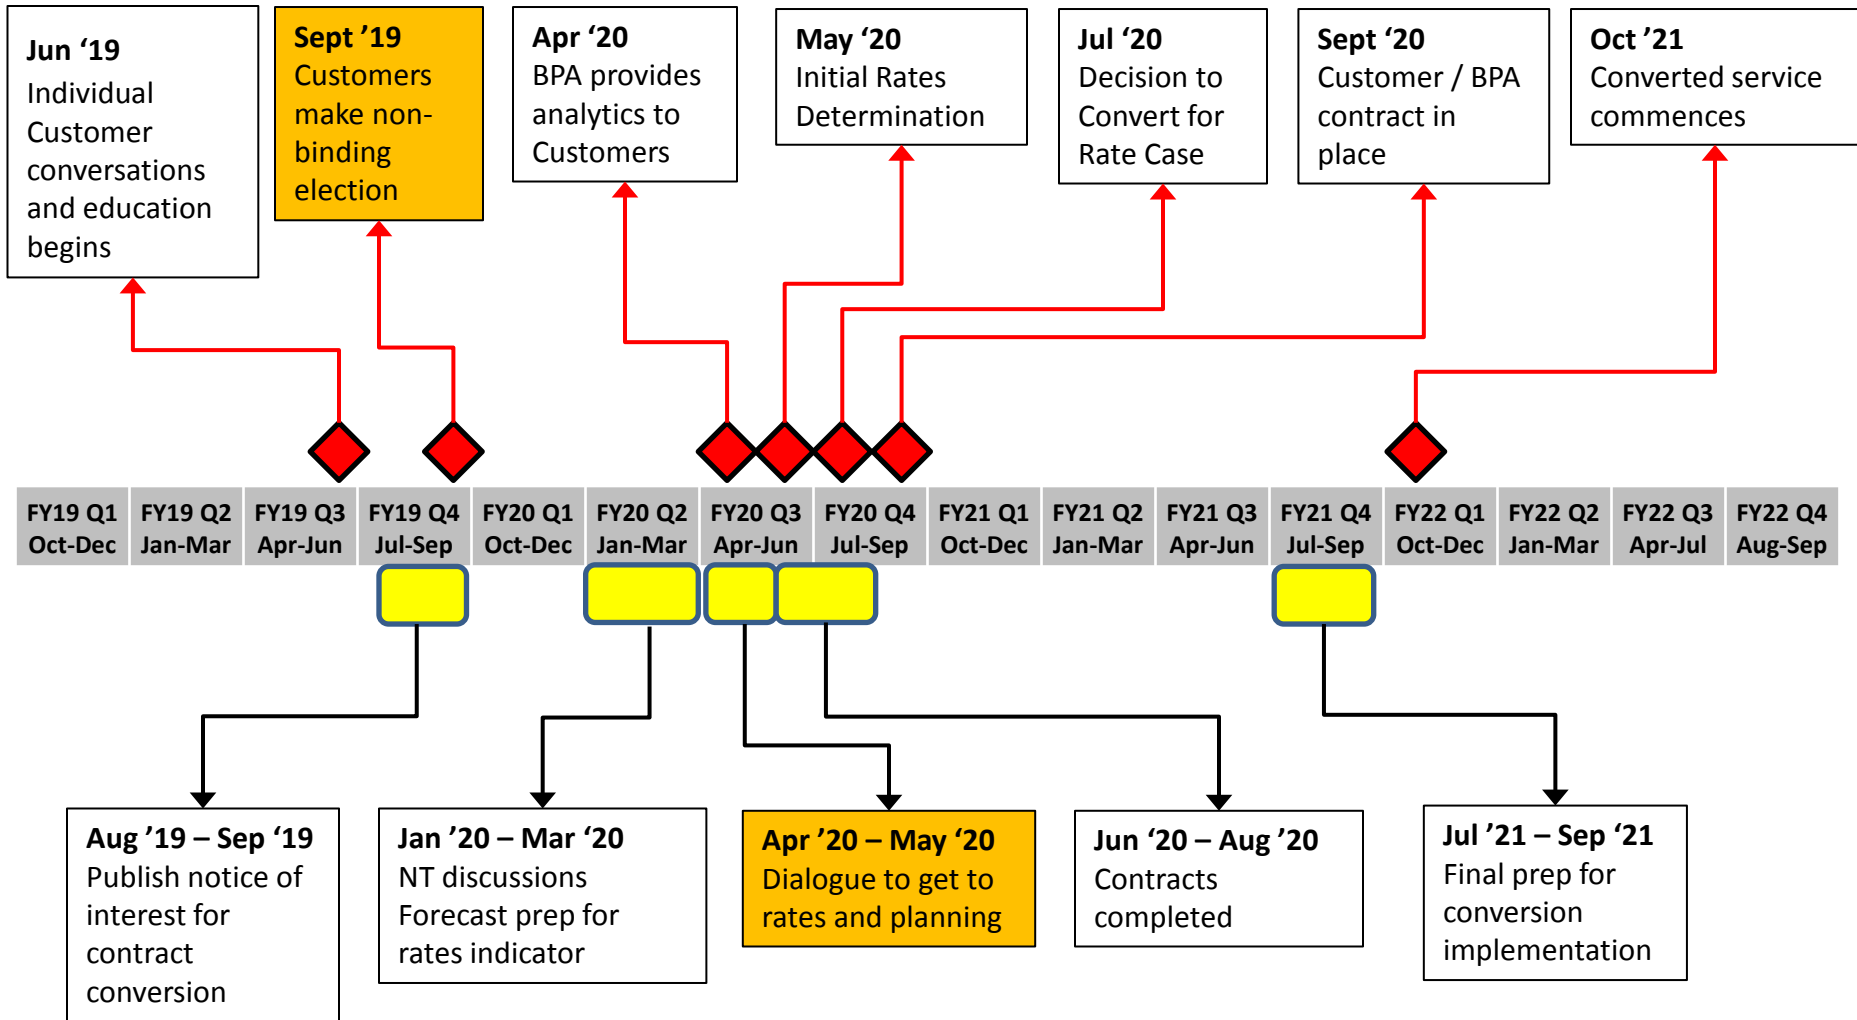 Jun ‘19
Individual
Customer
conversations
and education
begins
Sept ’19
Customers
make non-
binding
election
Apr ‘20
BPA provides
analytics to
Customers
May ‘20
Initial Rates
Determination
Jul ‘20
Decision to
Convert for
Rate Case
Sept ‘20
Customer / BPA
contract in
place
Oct ’21
Converted service
commences
FY19 Q1
Oct-Dec
FY19 Q2
Jan-Mar
FY19 Q3
Apr-Jun
FY19 Q4
Jul-Sep
FY20 Q1
Oct-Dec
FY20 Q2
Jan-Mar
FY20 Q3
Apr-Jun
FY20 Q4
Jul-Sep
FY21 Q1
Oct-Dec
FY21 Q2
Jan-Mar
FY21 Q3
Apr-Jun
FY21 Q4
Jul-Sep
FY22 Q1
Oct-Dec
FY22 Q2
Jan-Mar
FY22 Q3
Apr-Jul
FY22 Q4
Aug-Sep
Aug ’19 – Sep ‘19
Publish notice of
interest for
contract
conversion
Jan ’20 – Mar ‘20
NT discussions
Forecast prep for
rates indicator
Apr ’20 – May ‘20
Dialogue to get to
rates and planning
Jun ‘20 – Aug ’20
Contracts
completed
Jul ’21 – Sep ‘21
Final prep for
conversion
implementation